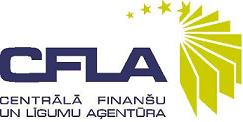 CFLA
CENTRĀLĀ FINANŠU
UN LĪGUMU AĢENTŪRA